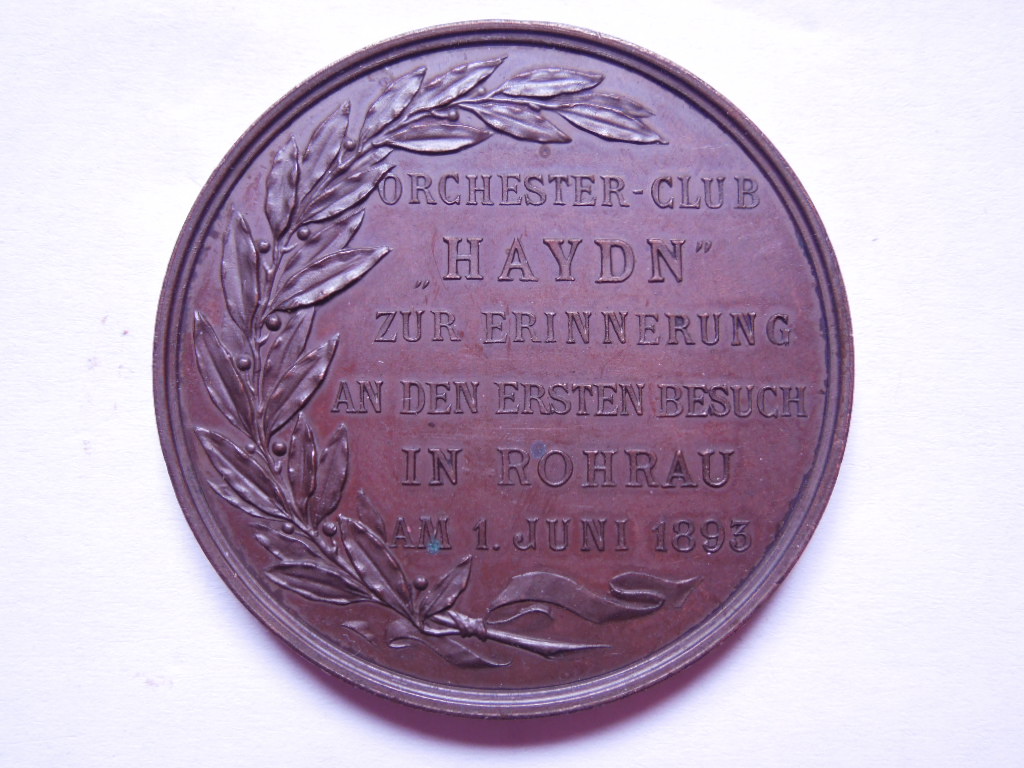 ORCHESTER-CLUB
„HAYDN”
ZUR ERINNERUNG
AN DEN ERSTEN BESUCH
IN ROHRAU
AM 1. JUNI 1893